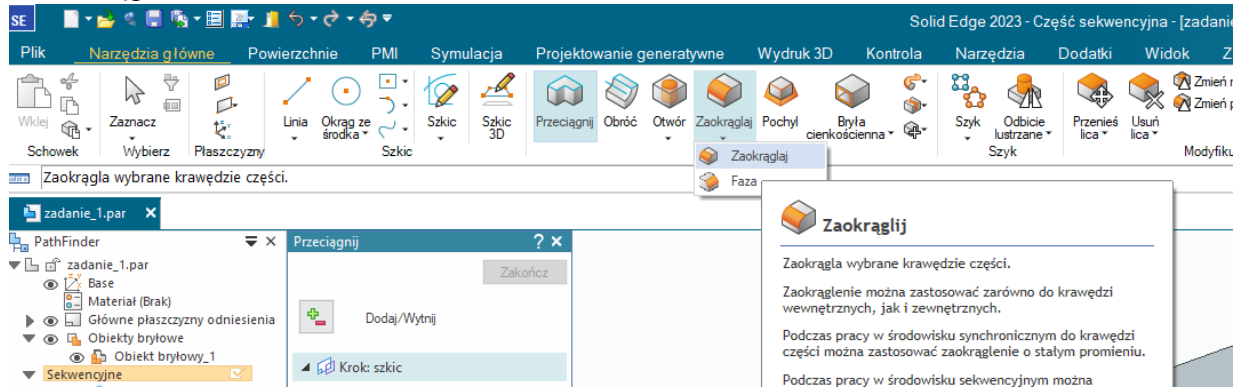 SE
Solid Edge 2023 - Część sekwencyjna - [zadanie
Plik Narzędzia główne Powierzchnie PMI Symulacja Projektowanie generatywne Wydruk 3D Kontrola Narzędzia Dodatki Widok Z
Wklej Zaznacz Linia Okrąg ze środka Szkic Szkic 3D Przeciągnij Obróć Otwór Zaokrąglaj Pochyl Bryła cienkościenna Szyk Odbicie lustrzane Przenieś lica Usuń lica Zmień r
Zmień p
Schowek Wybierz Płaszczyzny Szkic Szyk Modyfiku
Zaokrąglaj
Faza
Zaokrągla wybrane krawędzie części.
zadanie_1.par
PathFinder
Przeciągnij
zadanie_1.par
Zakończ
Base
Materiał (Brak)
Główne płaszczyzny odniesienia
Dodaj/Wytnij
Obiekty bryłowe
Obiekt bryłowy_1
Krok: szkic
Sekwencyjne
Zaokrąglij
Zaokrągla wybrane krawędzie części.
Zaokrąglenie można zastosować zarówno do krawędzi
wewnętrznych, jak i zewnętrznych.
Podczas pracy w środowisku synchronicznym do krawędzi
części można zastosować zaokrąglenie o stałym promieniu.
Podczas pracy w środowisku sekwencyjnym można